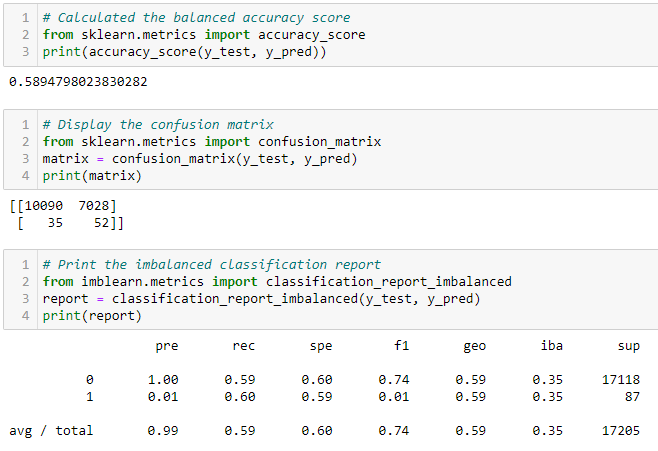 1 # Calculated the balanced accuracy score
2 from sklearn.metrics import accuracy_score
3 print(accuracy_score(y_test, y_pred))
0.5894798023830282
1 # Display the confusion matrix
2 from sklearn.metrics import confusion_matrix
3 matrix = confusion_matrix(y_test, y_pred)
4 print(matrix)
[[10090  7028]
 [   35    52]]
1 # Print the imbalanced classification report
2 from imblearn.metrics import classification_report_imbalanced
3 report = classification_report_imbalanced(y_test, y_pred)
4 print(report)
pre rec spe f1 geo iba sup
0 1.00 0.59 0.60 0.74 0.59 0.35 17118
1 0.01 0.60 0.59 0.01 0.59 0.35 87
avg / total 0.99 0.59 0.60 0.74 0.59 0.35 17205